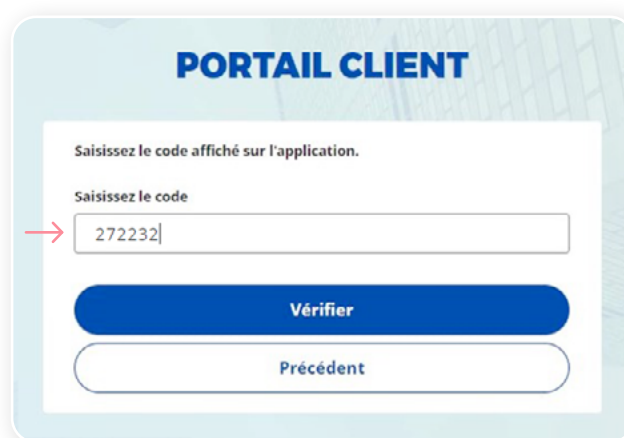 PORTAIL CLIENT
Saisissez le code affiché sur l'application.
Saisissez le code
272232
Vérifier
Précédent